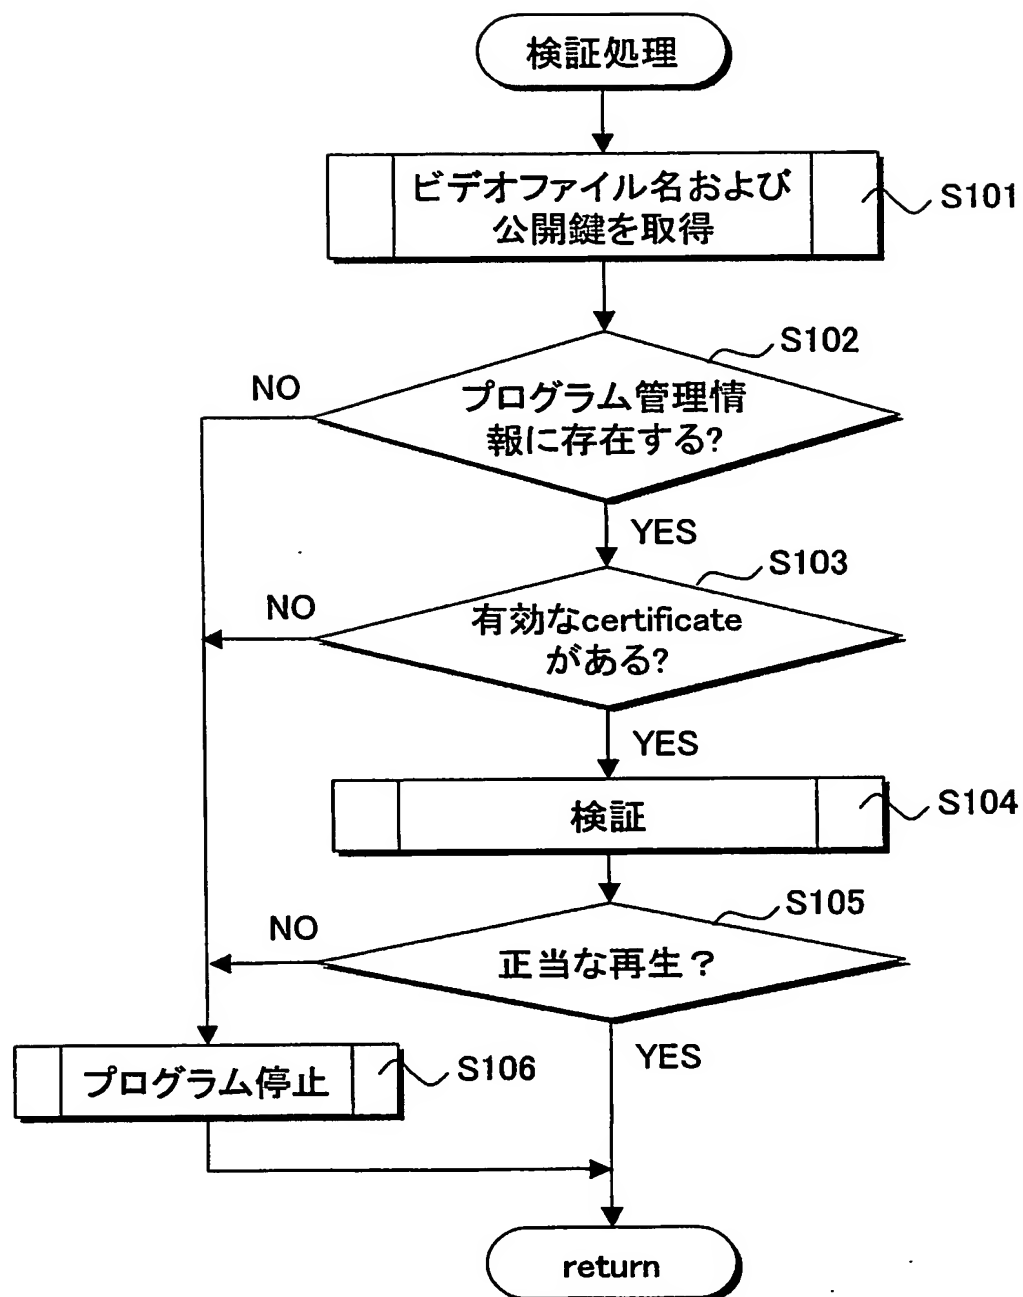 検証処理
ビデオファイル名および
公開鍵を取得
S101
S102
NO
プログラム管理情
報に存在する?
YES
S103
NO
有効なcertificate
がある?
YES
検証
S104
S105
NO
正当な再生？
YES
プログラム停止
S106
return